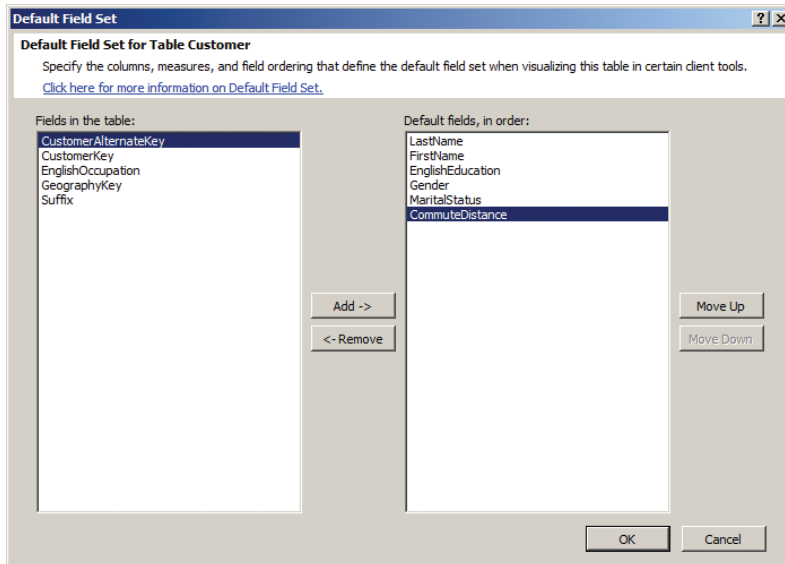 Default Field Set
Default Field Set for Table Customer
Specify the columns, measures, and field ordering that define the default field set when visualizing this table in certain client tools.
Click here for more information on Default Field Set.
Fields in the table:
CustomerAlternateKey
CustomerKey
EnglishOccupation
GeographyKey
Suffix
Add ->
<- Remove
Default fields, in order:
LastName
FirstName
EnglishEducation
Gender
MaritalStatus
CommuteDistance
Move Up
Move Down
OK
Cancel